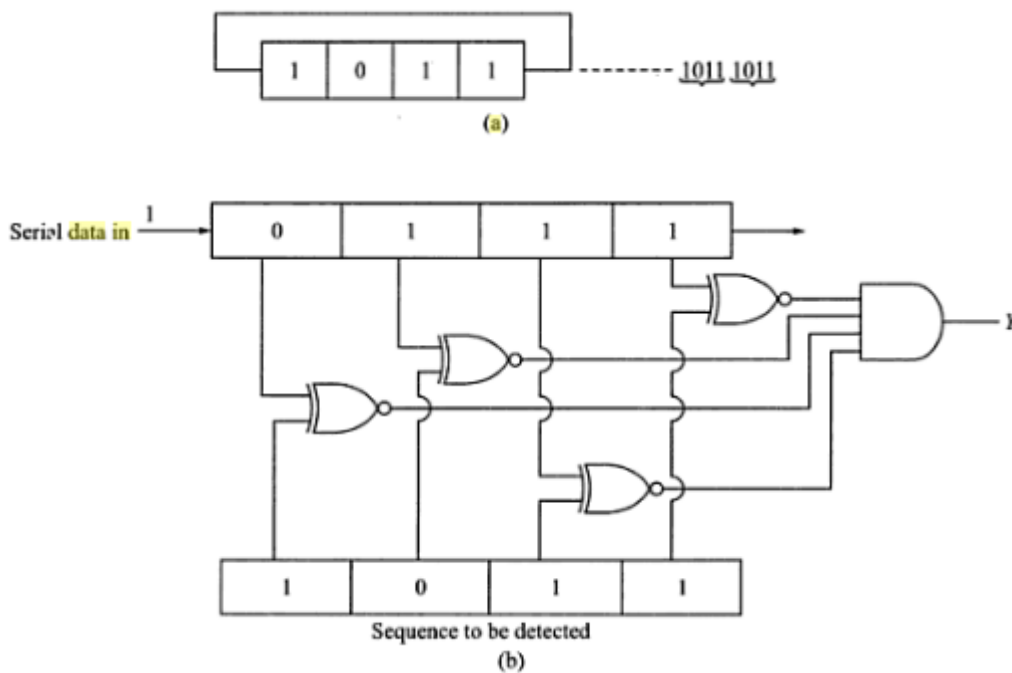 1 0 1 1 1011 1011
(a)
Serial data in 1 0 1 1 1
Y
1 0 1 1
Sequence to be detected
(b)